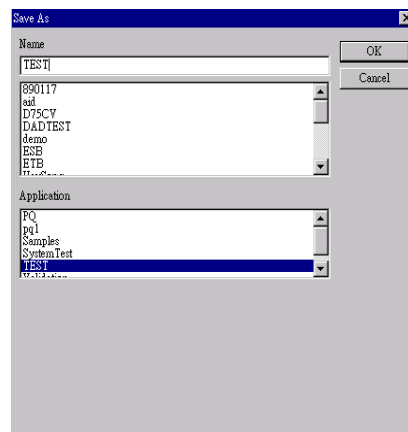 Save As
Name
OK
TEST
Cancel
890117
aid
D75CV
DADTEST
demo
ESB
ETB
Application
PQ
pq1
Samples
SystemTest
TEST
Validation